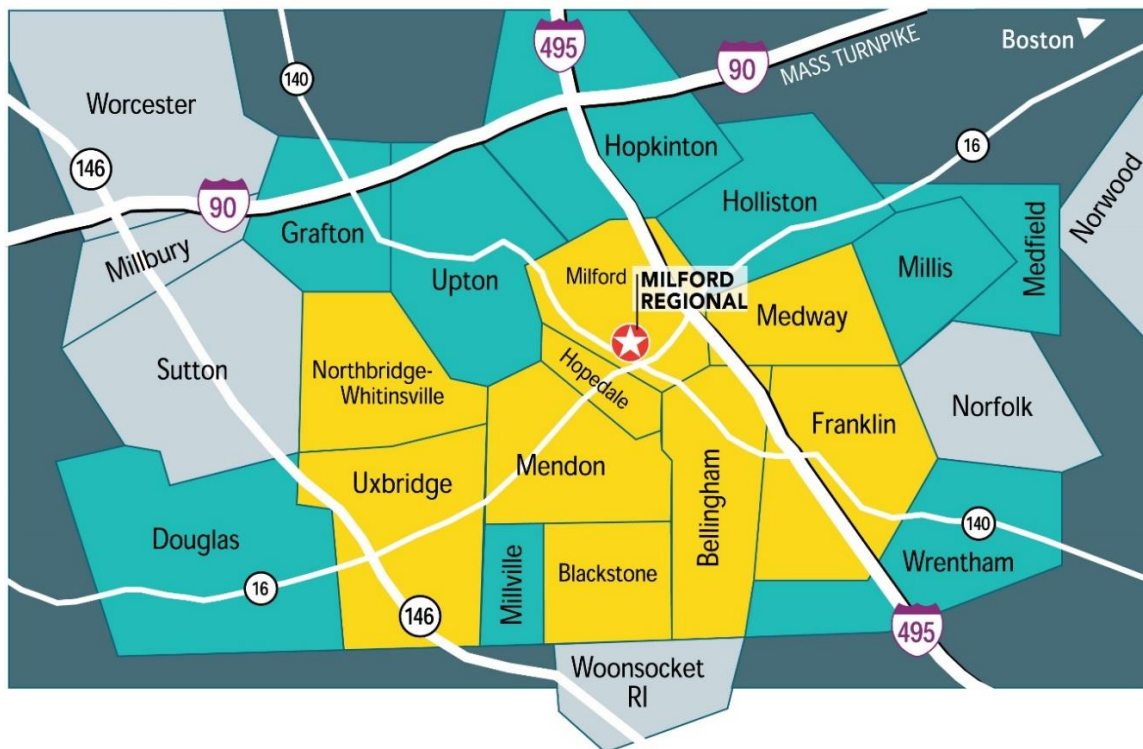 495
Boston
90
MASS TURNPIKE
140
Worcester
16
Hopkinton
146
Holliston
Norwood
90
Grafton
Millbury
Medfield
Millis
Upton
Milford
MILFORD
REGIONAL
Medway
Sutton
Northbridge-
Whitinsville
Hopedale
Norfolk
Franklin
Mendon
Uxbridge
Bellingham
140
Douglas
Wrentham
Blackstone
Millville
16
146
495
Woonsocket
RI